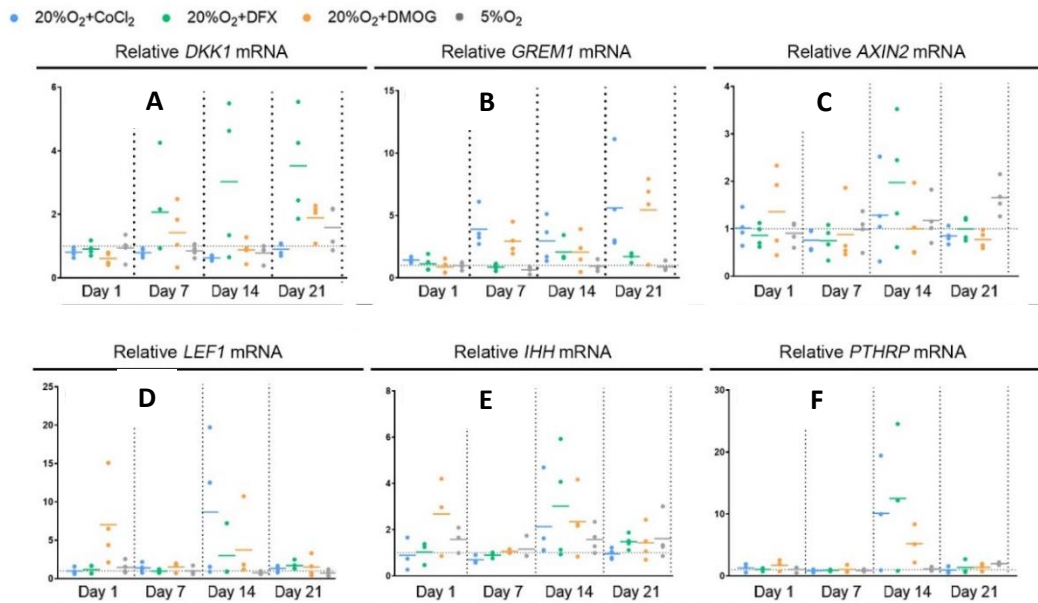 20%O₂+CoCl₂ 20%O₂+DFX 20%O₂+DMOG 5%O₂
Relative DKK1 mRNA Relative GREM1 mRNA Relative AXIN2 mRNA
A B C
6 4 2 0
15 10 5 0
4 3 2 1 0
Day 1 Day 7 Day 14 Day 21 Day 1 Day 7 Day 14 Day 21 Day 1 Day 7 Day 14 Day 21
Relative LEF1 mRNA Relative IHH mRNA Relative PTHRP mRNA
D E F
25 20 15 10 5 0
8 6 4 2 0
30 20 10 0
Day 1 Day 7 Day 14 Day 21 Day 1 Day 7 Day 14 Day 21 Day 1 Day 7 Day 14 Day 21